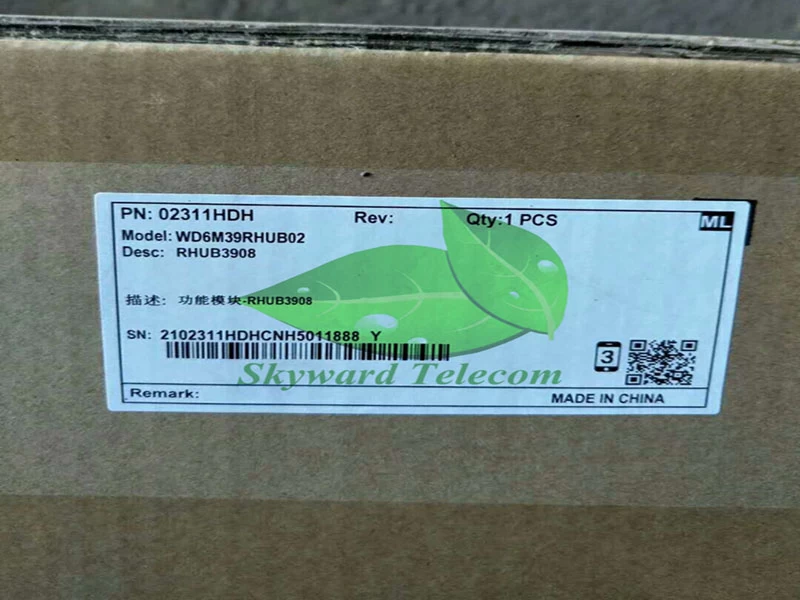 PN: 02311HDH Rev: Qty:1 PCS ML
Model: WD6M39RHUB02
Desc: RHUB3908
描述: 功能模块-RHUB3908
SN: 2102311HDHCNH5011888 Y
3
Skyward Telecom
Remark: MADE IN CHINA